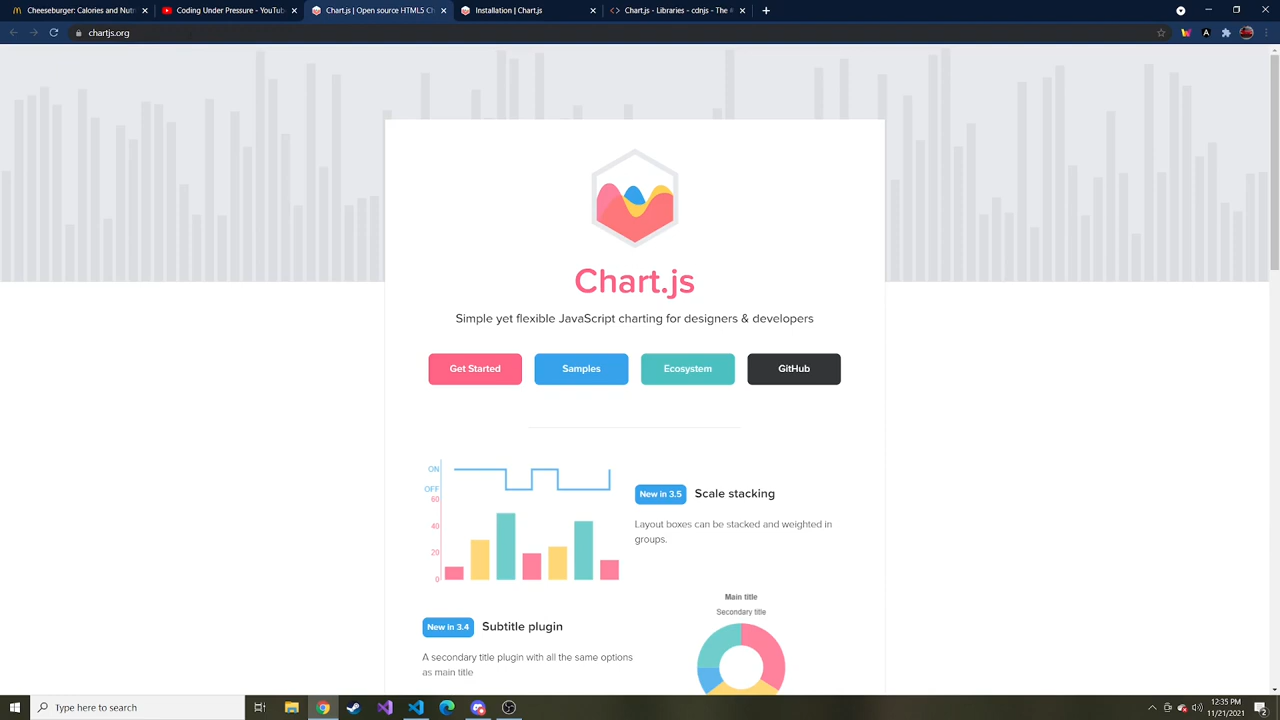 Cheeseburger: Calories and Nutr
Coding Under Pressure - YouTub
Chart.js | Open source HTML5 Ch
Installation | Chart.js
Chart.js - Libraries - cdnjs - The #
chartjs.org
Chart.js
Simple yet flexible JavaScript charting for designers & developers
Get Started
Samples
Ecosystem
GitHub
ON
OFF
60
40
20
0
New in 3.5 Scale stacking
Layout boxes can be stacked and weighted in
groups.
Main title
Secondary title
New in 3.4 Subtitle plugin
A secondary title plugin with all the same options
as main title
Type here to search
12:35 PM
11/21/2021
2